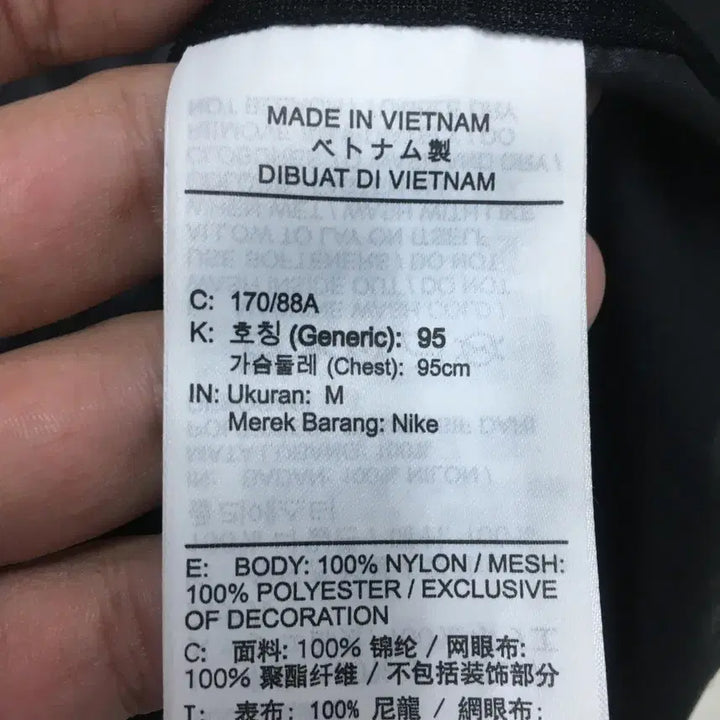 MADE IN VIETNAM
ベトナム製
DIBUAT DI VIETNAM
C: 170/88A
K: 호칭 (Generic): 95
가슴둘레 (Chest): 95cm
IN: Ukuran: M
Merek Barang: Nike
E: BODY: 100% NYLON / MESH:
100% POLYESTER / EXCLUSIVE
OF DECORATION
C: 面料: 100% 锦纶 / 网眼布:
100% 聚酯纤维 / 不包括装饰部分
T: 表布: 100% 尼龍 / 網眼布: